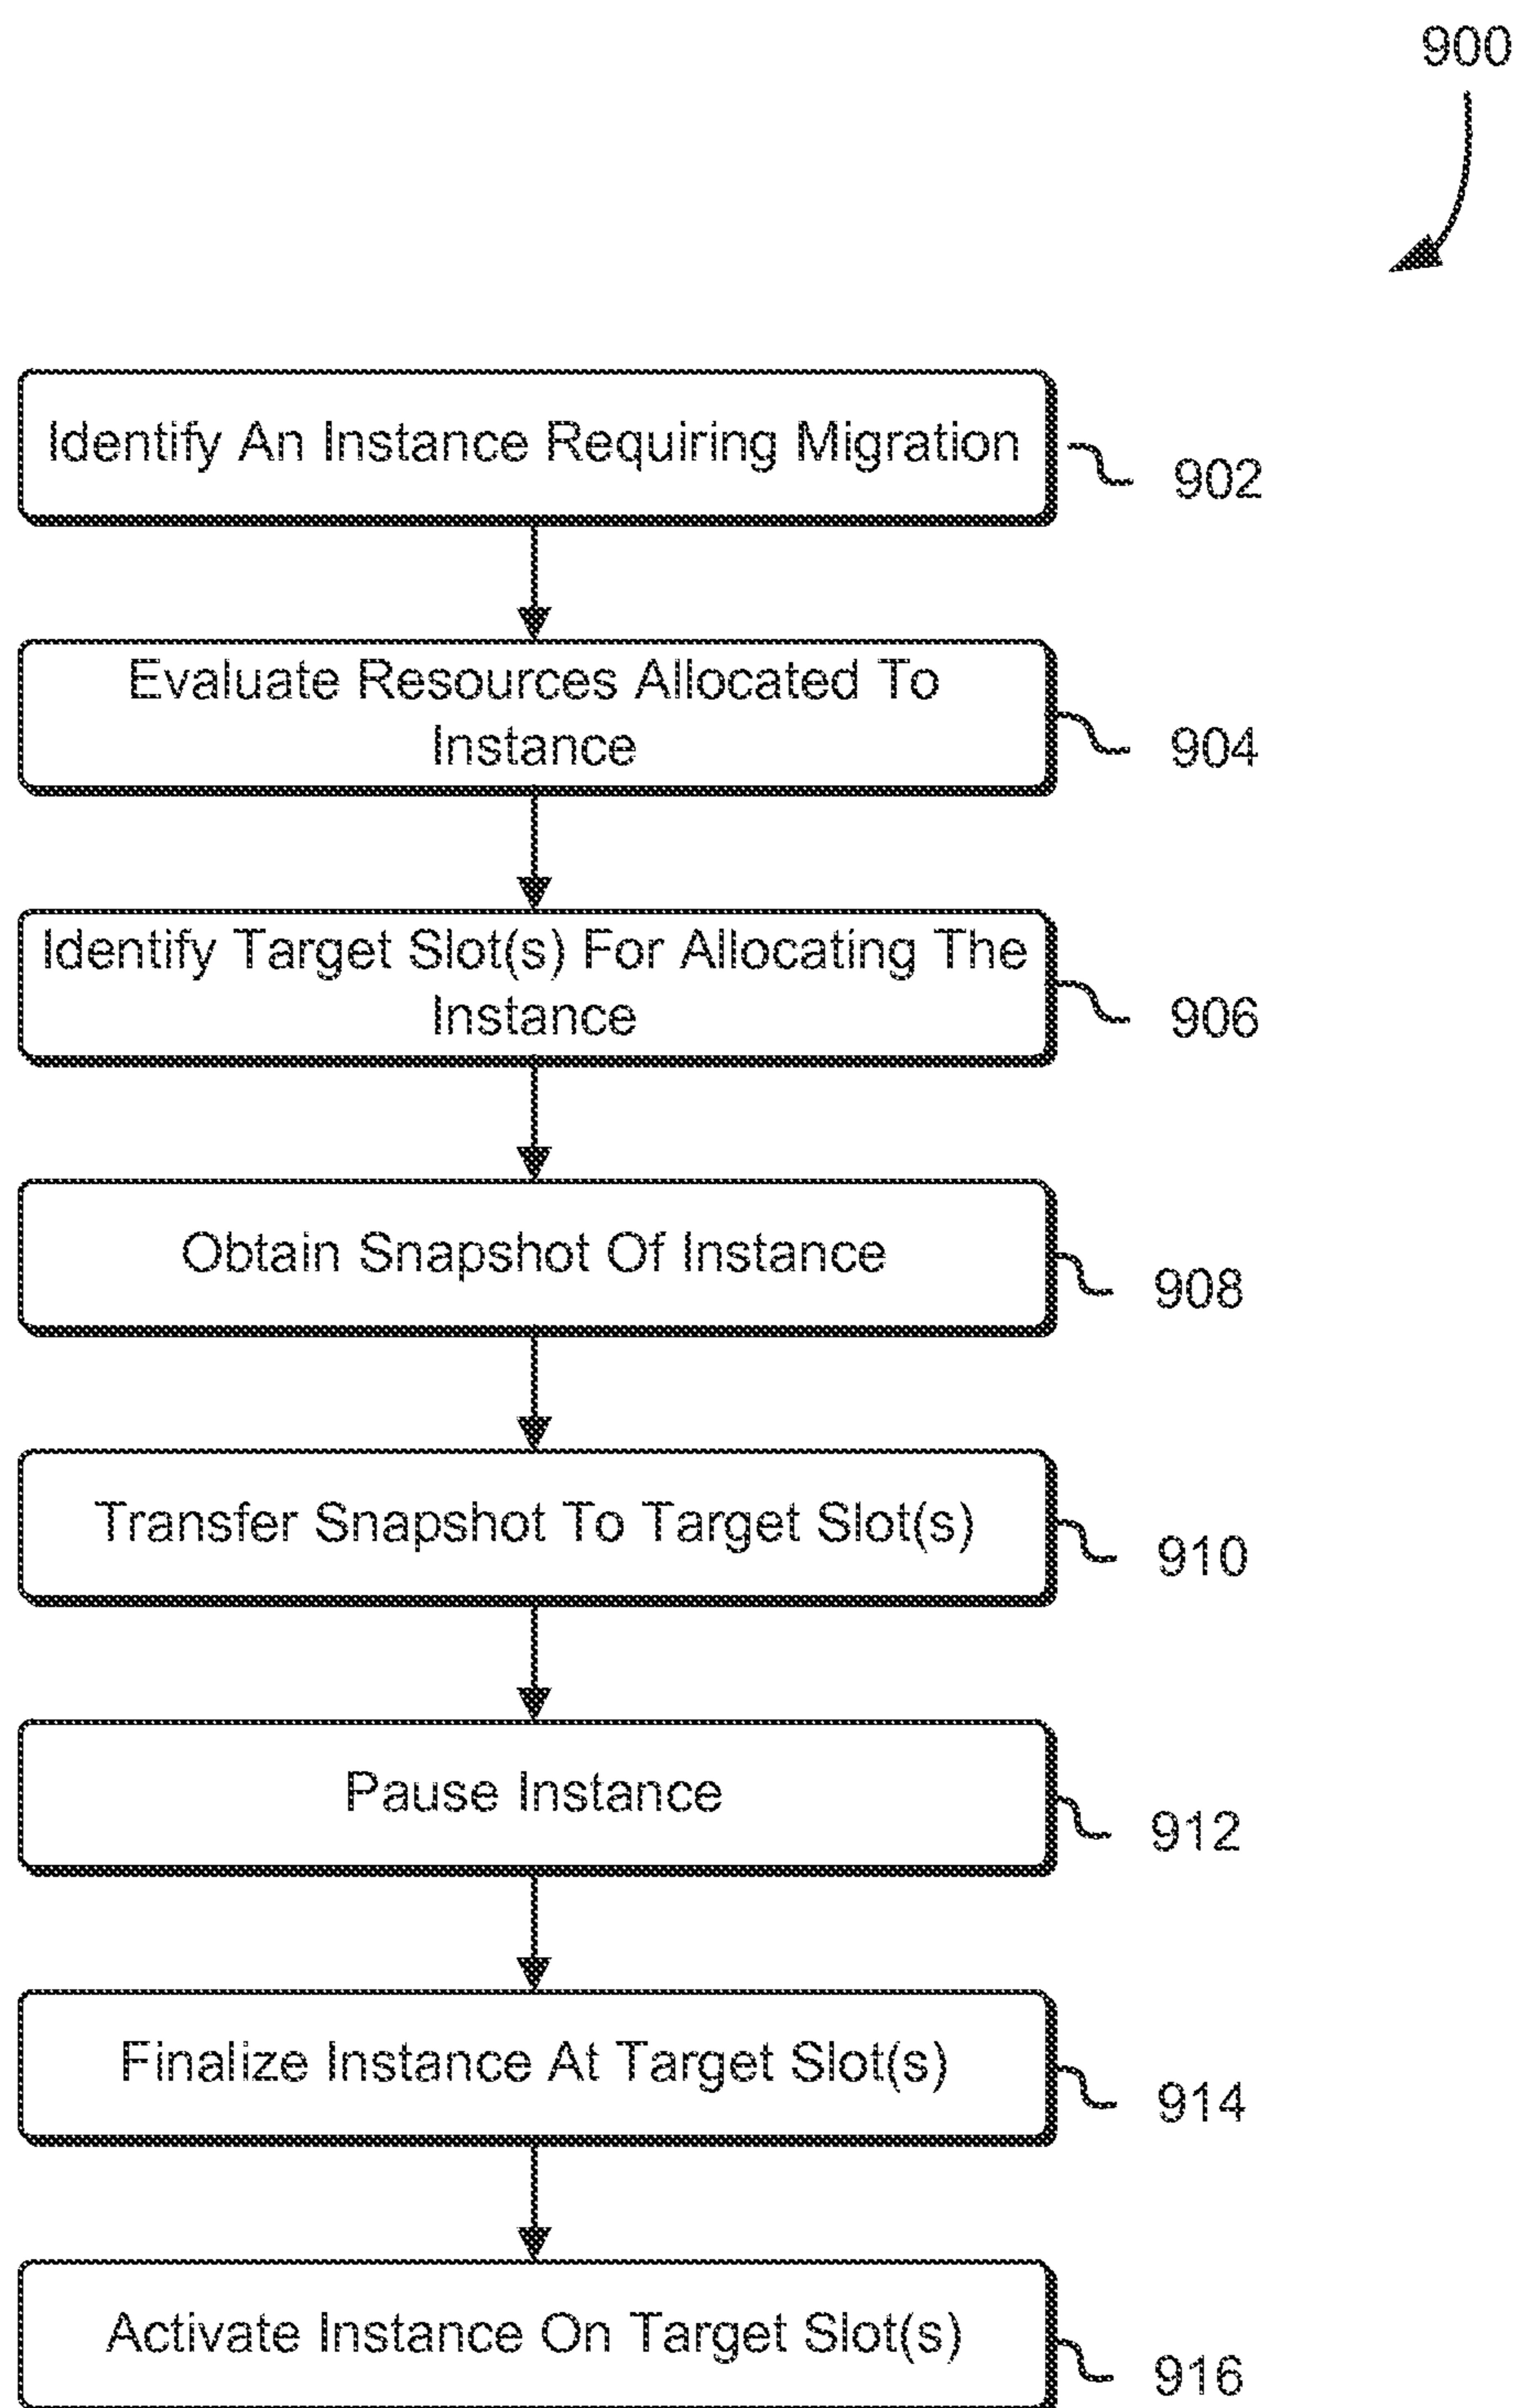 900
Identify An Instance Requiring Migration
902
Evaluate Resources Allocated To
Instance
904
Identify Target Slot(s) For Allocating The
Instance
906
Obtain Snapshot Of Instance
908
Transfer Snapshot To Target Slot(s)
910
Pause Instance
912
Finalize Instance At Target Slot(s)
914
Activate Instance On Target Slot(s)
916